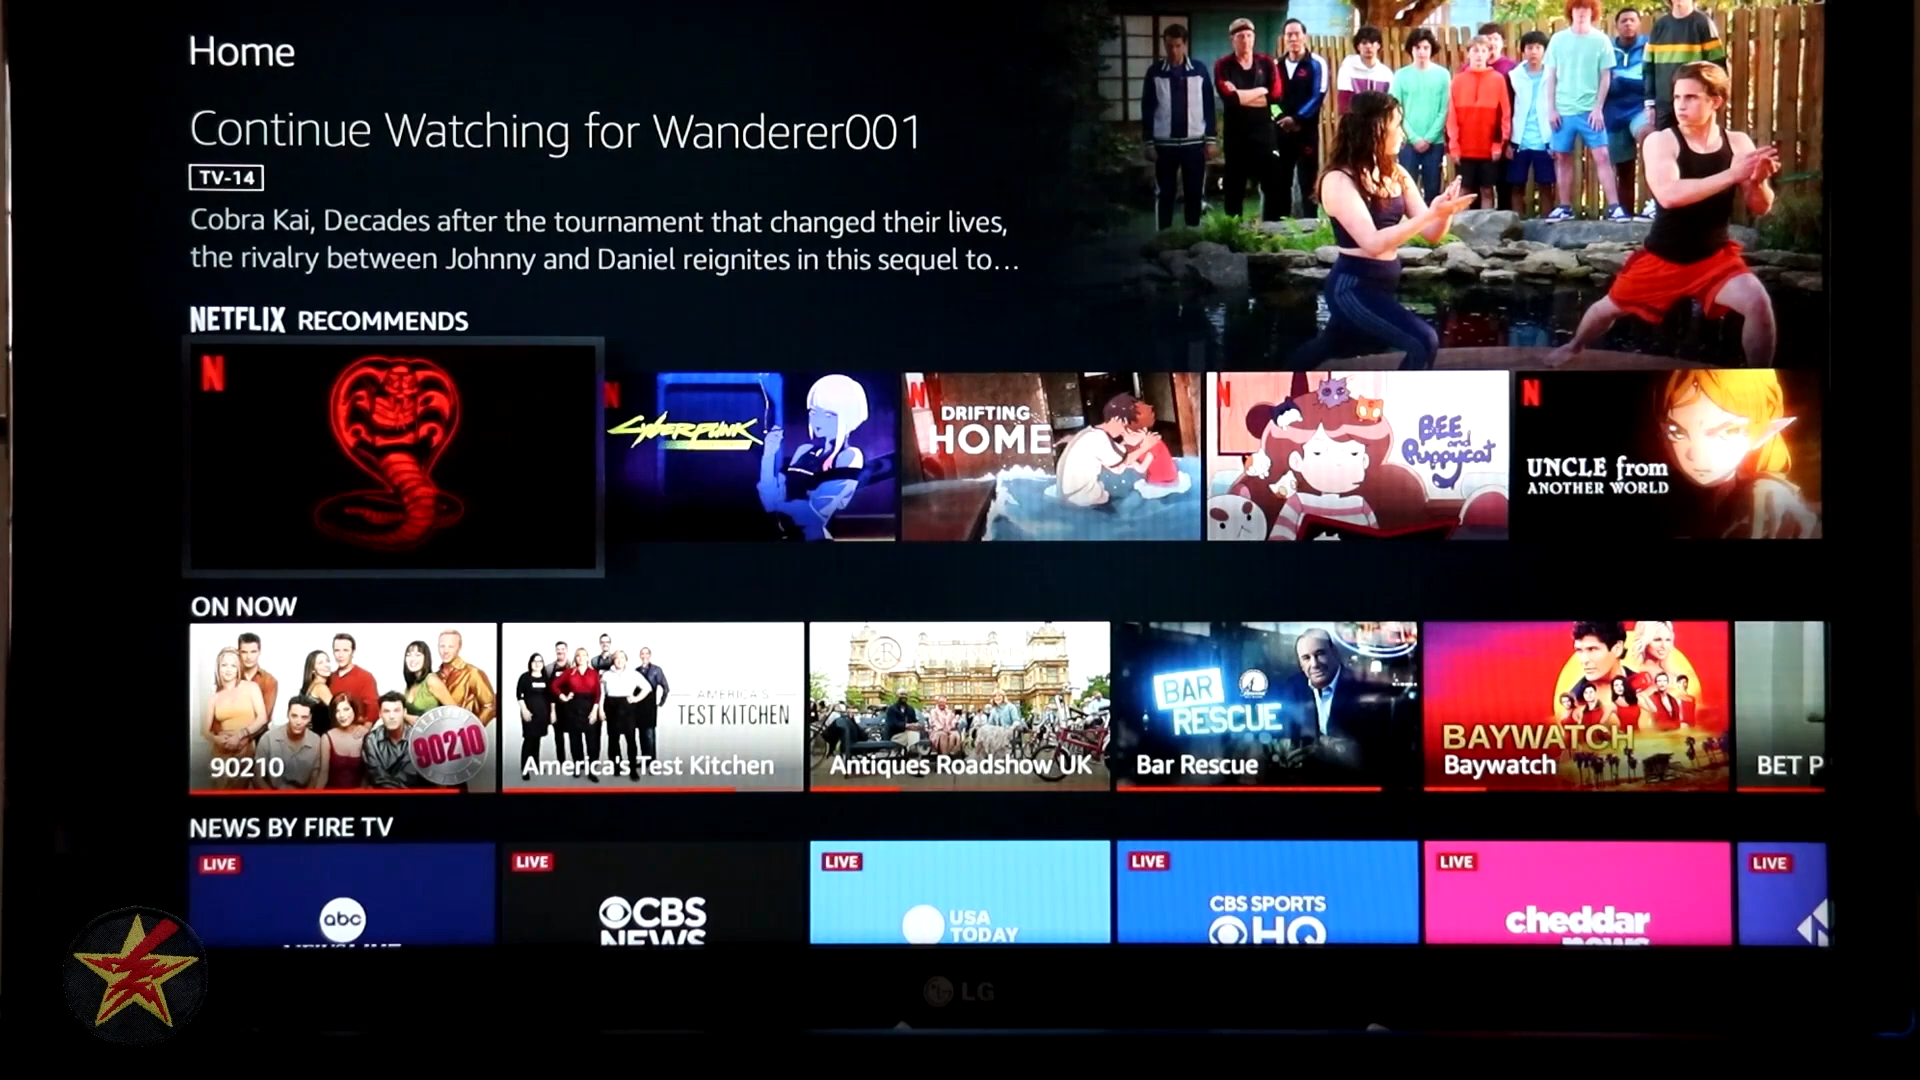 Home
Continue Watching for Wanderer001
TV-14
Cobra Kai, Decades after the tournament that changed their lives,
the rivalry between Johnny and Daniel reignites in this sequel to...
NETFLIX RECOMMENDS
N
N
CYBERPUNK
N
DRIFTING
HOME
N
BEE
and
Puppycat
N
UNCLE from
ANOTHER WORLD
ON NOW
90210
90210
AMERICA'S
TEST KITCHEN
America's Test Kitchen
Antiques Roadshow UK
BAR
RESCUE
Bar Rescue
BAYWATCH
Baywatch
BET P
NEWS BY FIRE TV
LIVE
abc
LIVE
CBS
NEWS
LIVE
USA
TODAY
LIVE
CBS SPORTS
HQ
LIVE
cheddar
news
LIVE
LG